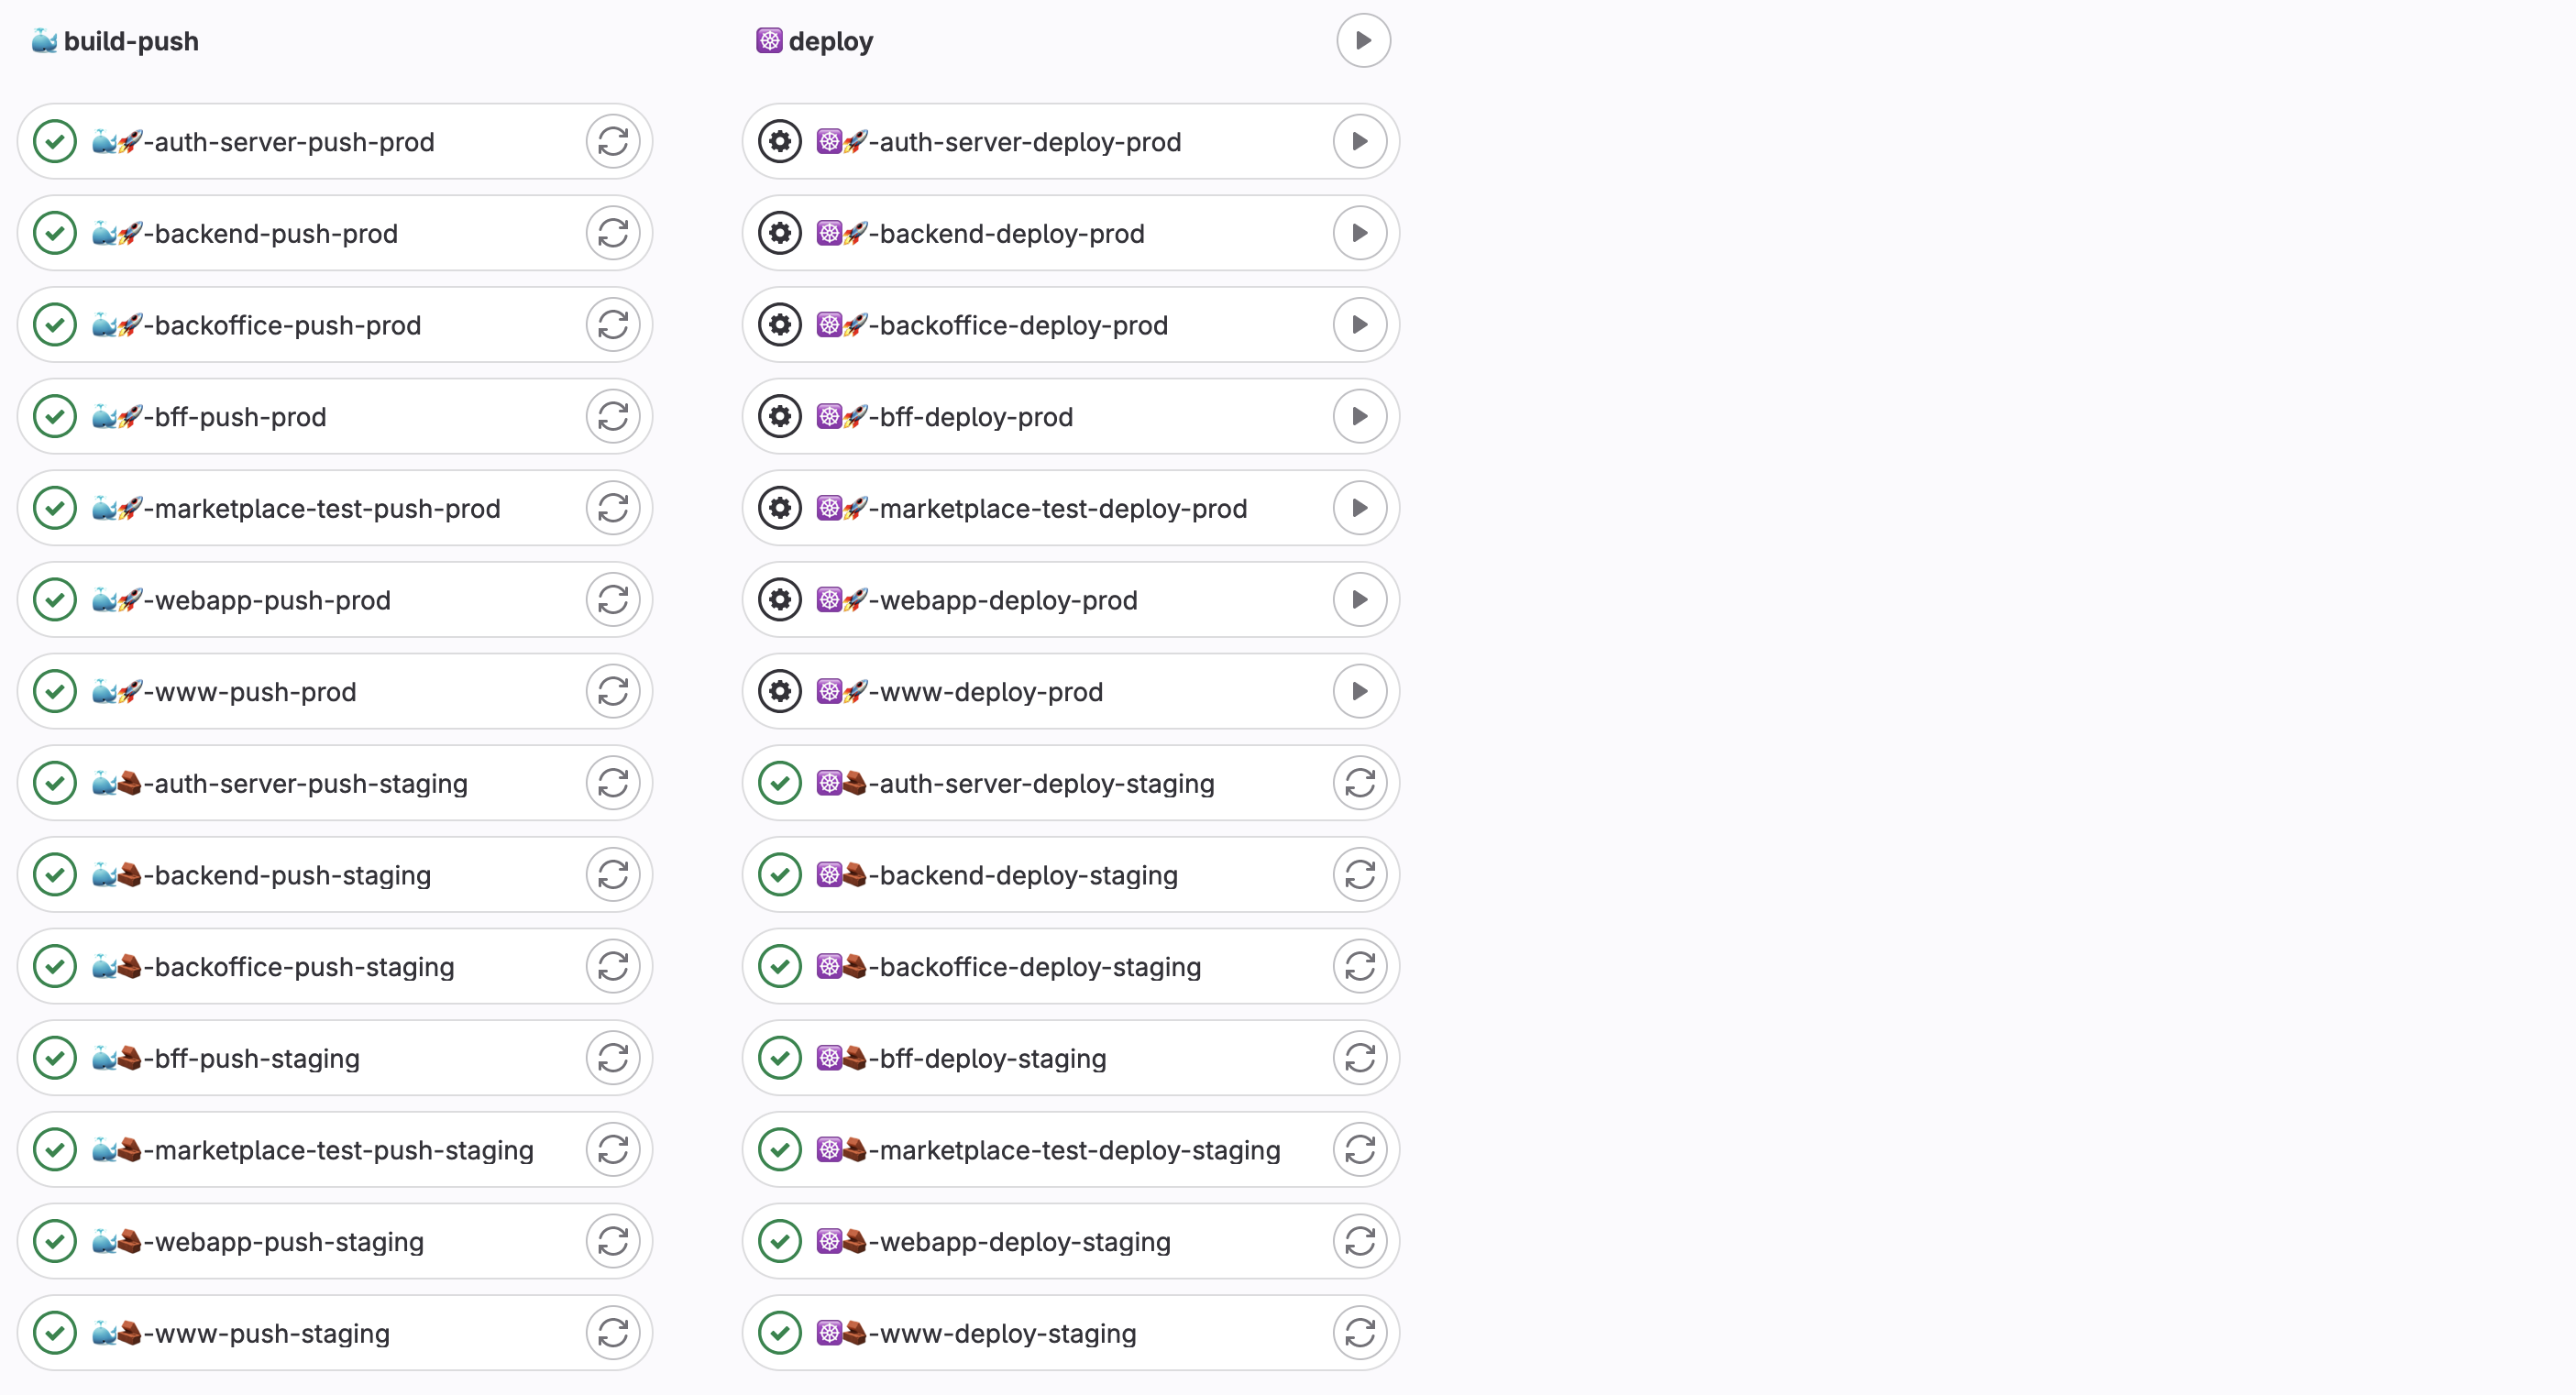 🐳 build-push
🐳🚀-auth-server-push-prod
🐳🚀-backend-push-prod
🐳🚀-backoffice-push-prod
🐳🚀-bff-push-prod
🐳🚀-marketplace-test-push-prod
🐳🚀-webapp-push-prod
🐳🚀-www-push-prod
🐳🧱-auth-server-push-staging
🐳🧱-backend-push-staging
🐳🧱-backoffice-push-staging
🐳🧱-bff-push-staging
🐳🧱-marketplace-test-push-staging
🐳🧱-webapp-push-staging
🐳🧱-www-push-staging
☸️ deploy
☸️🚀-auth-server-deploy-prod
☸️🚀-backend-deploy-prod
☸️🚀-backoffice-deploy-prod
☸️🚀-bff-deploy-prod
☸️🚀-marketplace-test-deploy-prod
☸️🚀-webapp-deploy-prod
☸️🚀-www-deploy-prod
☸️🧱-auth-server-deploy-staging
☸️🧱-backend-deploy-staging
☸️🧱-backoffice-deploy-staging
☸️🧱-bff-deploy-staging
☸️🧱-marketplace-test-deploy-staging
☸️🧱-webapp-deploy-staging
☸️🧱-www-deploy-staging